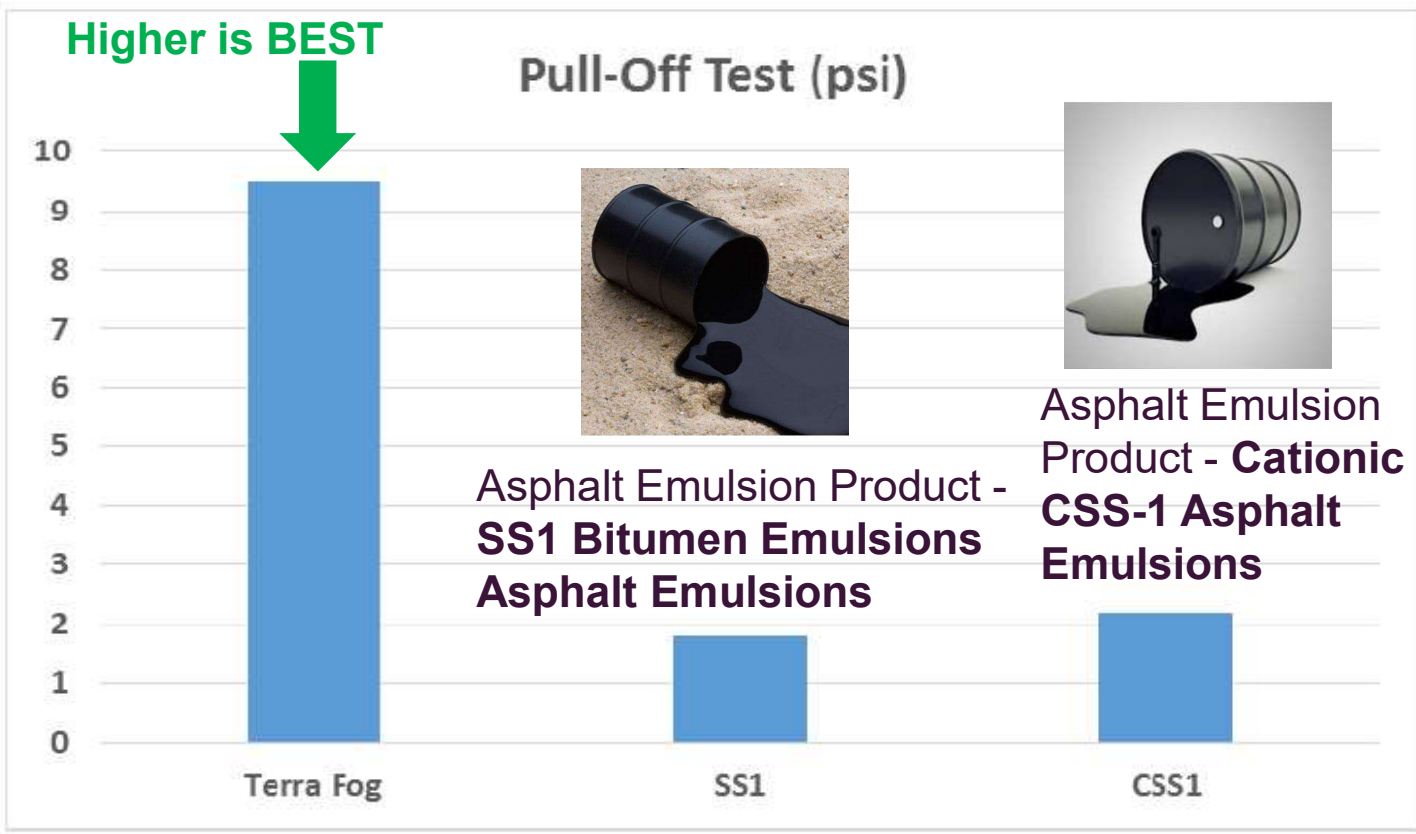 Higher is BEST
Pull-Off Test (psi)
10
9
8
7
6
5
4
3
2
1
0
Asphalt Emulsion Product -
SS1 Bitumen Emulsions
Asphalt Emulsions
Asphalt Emulsion
Product - Cationic
CSS-1 Asphalt
Emulsions
Terra Fog
SS1
CSS1